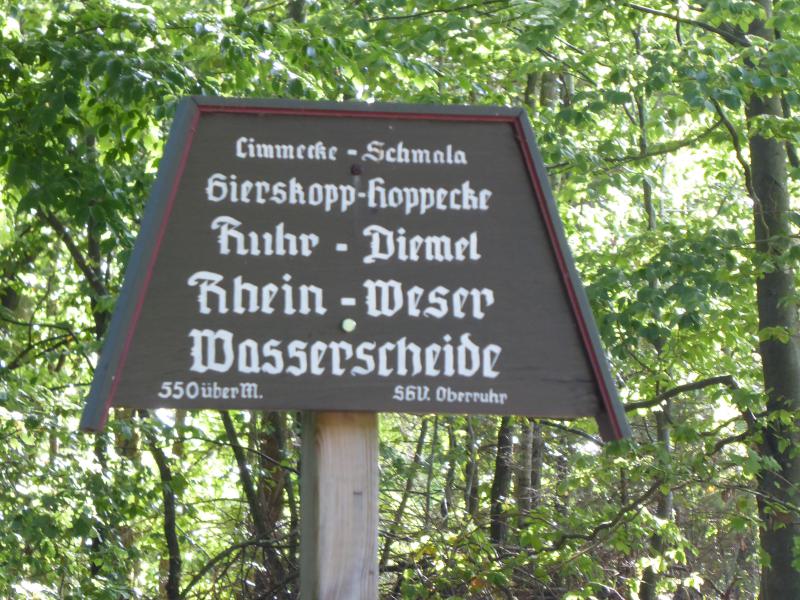 Limmecke - Schmala
Gierskopp-Hoppecke
Ruhr - Diemel
Rhein - Weser
Wasserscheide
550 über M. SGV. Oberruhr